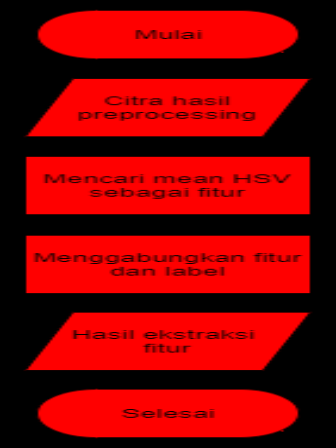 Mulai
Citra hasil
preprocessing
Mencari mean HSV
sebagai fitur
Menggabungkan fitur
dan label
Hasil ekstraksi
fitur
Selesai